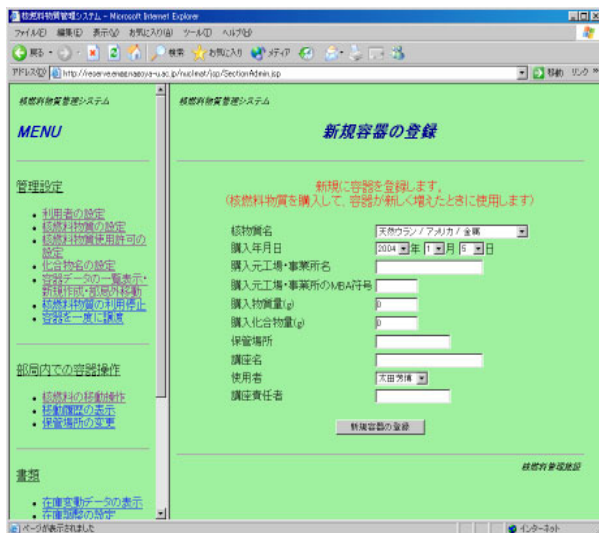 核燃料物質管理システム - Microsoft Internet Explorer
ファイル(F) 編集(E) 表示(V) お気に入り(A) ツール(T) ヘルプ(H)
戻る 検索 お気に入り メディア
アドレス(D) 移動 リンク
核燃料物質管理システム
MENU
管理設定
利用者の設定
核燃料物質の設定
核燃料物質使用許可の
設定
化合物名の設定
容器データの一覧表示・
新規作成・部局外移動
核燃料物質の利用停止
容器を一度に譲渡
部局内での容器操作
核燃料の移動操作
移動履歴の表示
保管場所の変更
書類
在庫変動データの表示
在庫調整の設定
核燃料物質管理システム
新規容器の登録
新規に容器を登録します。
(核燃料物質を購入して、容器が新しく増えたときに使用します)
核物質名 天然ウラン / アメリカ / 金属
購入年月日 2004 年 1 月 5 日
購入元工場・事業所名
購入元工場・事業所のMBA符号
購入物質量(g) 0
購入化合物量(g) 0
保管場所
講座名
使用者 太田芳博
講座責任者
新規容器の登録
核燃料管理施設
ページが表示されました インターネット